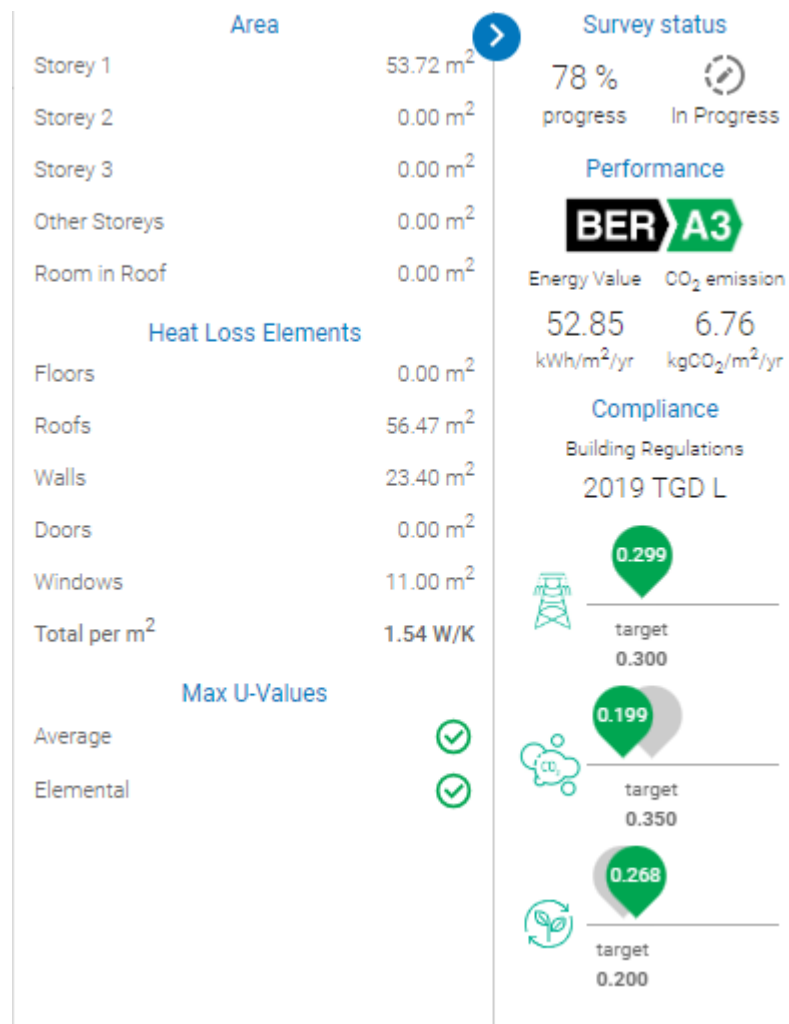 Area
Storey 1 53.72 m²
Storey 2 0.00 m²
Storey 3 0.00 m²
Other Storeys 0.00 m²
Room in Roof 0.00 m²
Heat Loss Elements
Floors 0.00 m²
Roofs 56.47 m²
Walls 23.40 m²
Doors 0.00 m²
Windows 11.00 m²
Total per m² 1.54 W/K
Max U-Values
Average
Elemental
Survey status
78 %
progress In Progress
Performance
BER A3
Energy Value CO₂ emission
52.85 6.76
kWh/m²/yr kgCO₂/m²/yr
Compliance
Building Regulations
2019 TGD L
0.299
target
0.300
0.199
CO₂
target
0.350
0.268
target
0.200